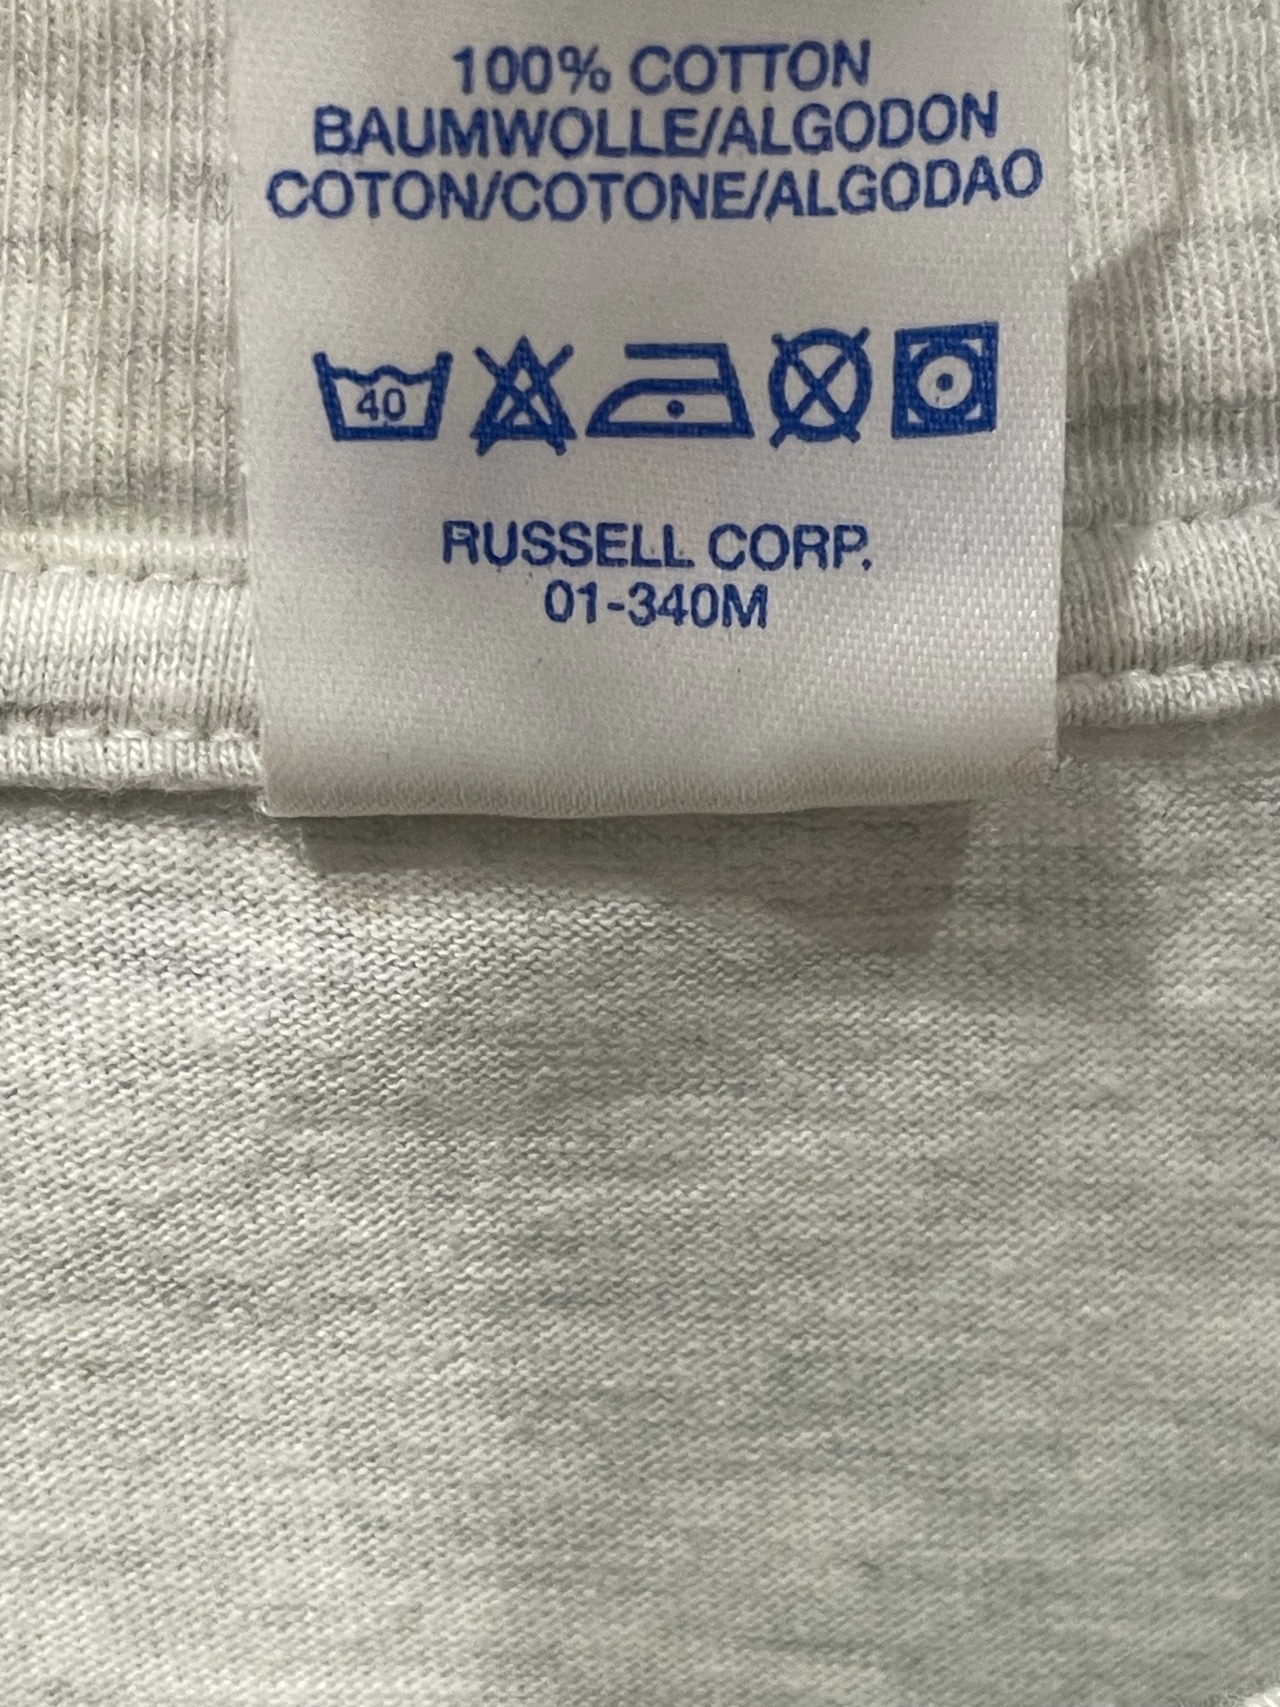 100% COTTON
BAUMWOLLE/ALGODON
COTON/COTONE/ALGODAO
40
RUSSELL CORP.
01-340M